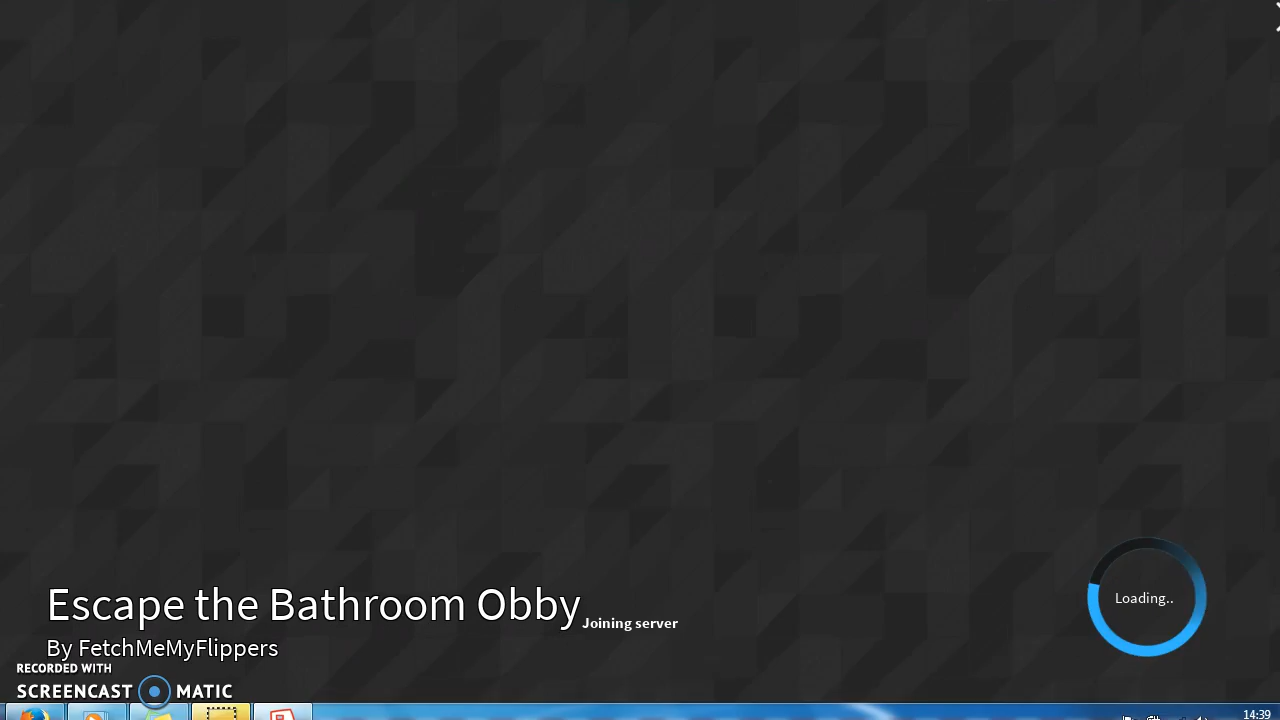 Escape the Bathroom Obby
Joining server
By FetchMeMyFlippers
Loading..
RECORDED WITH
SCREENCAST MATIC
14:39